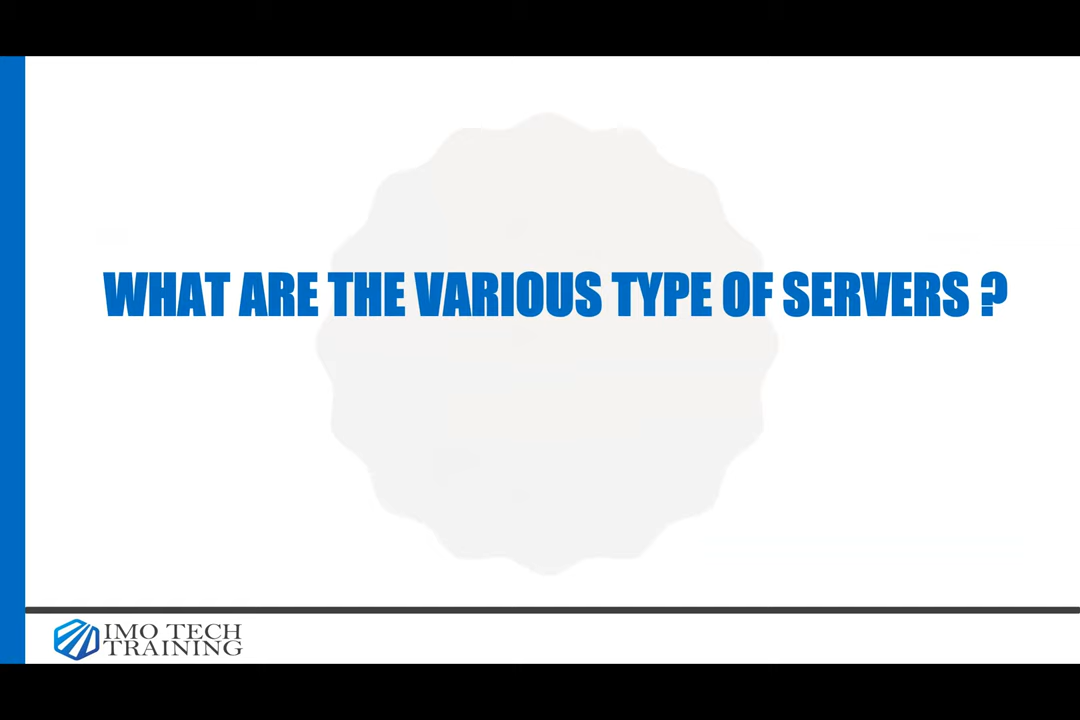 WHAT ARE THE VARIOUS TYPE OF SERVERS ?
IMO TECH
TRAINING